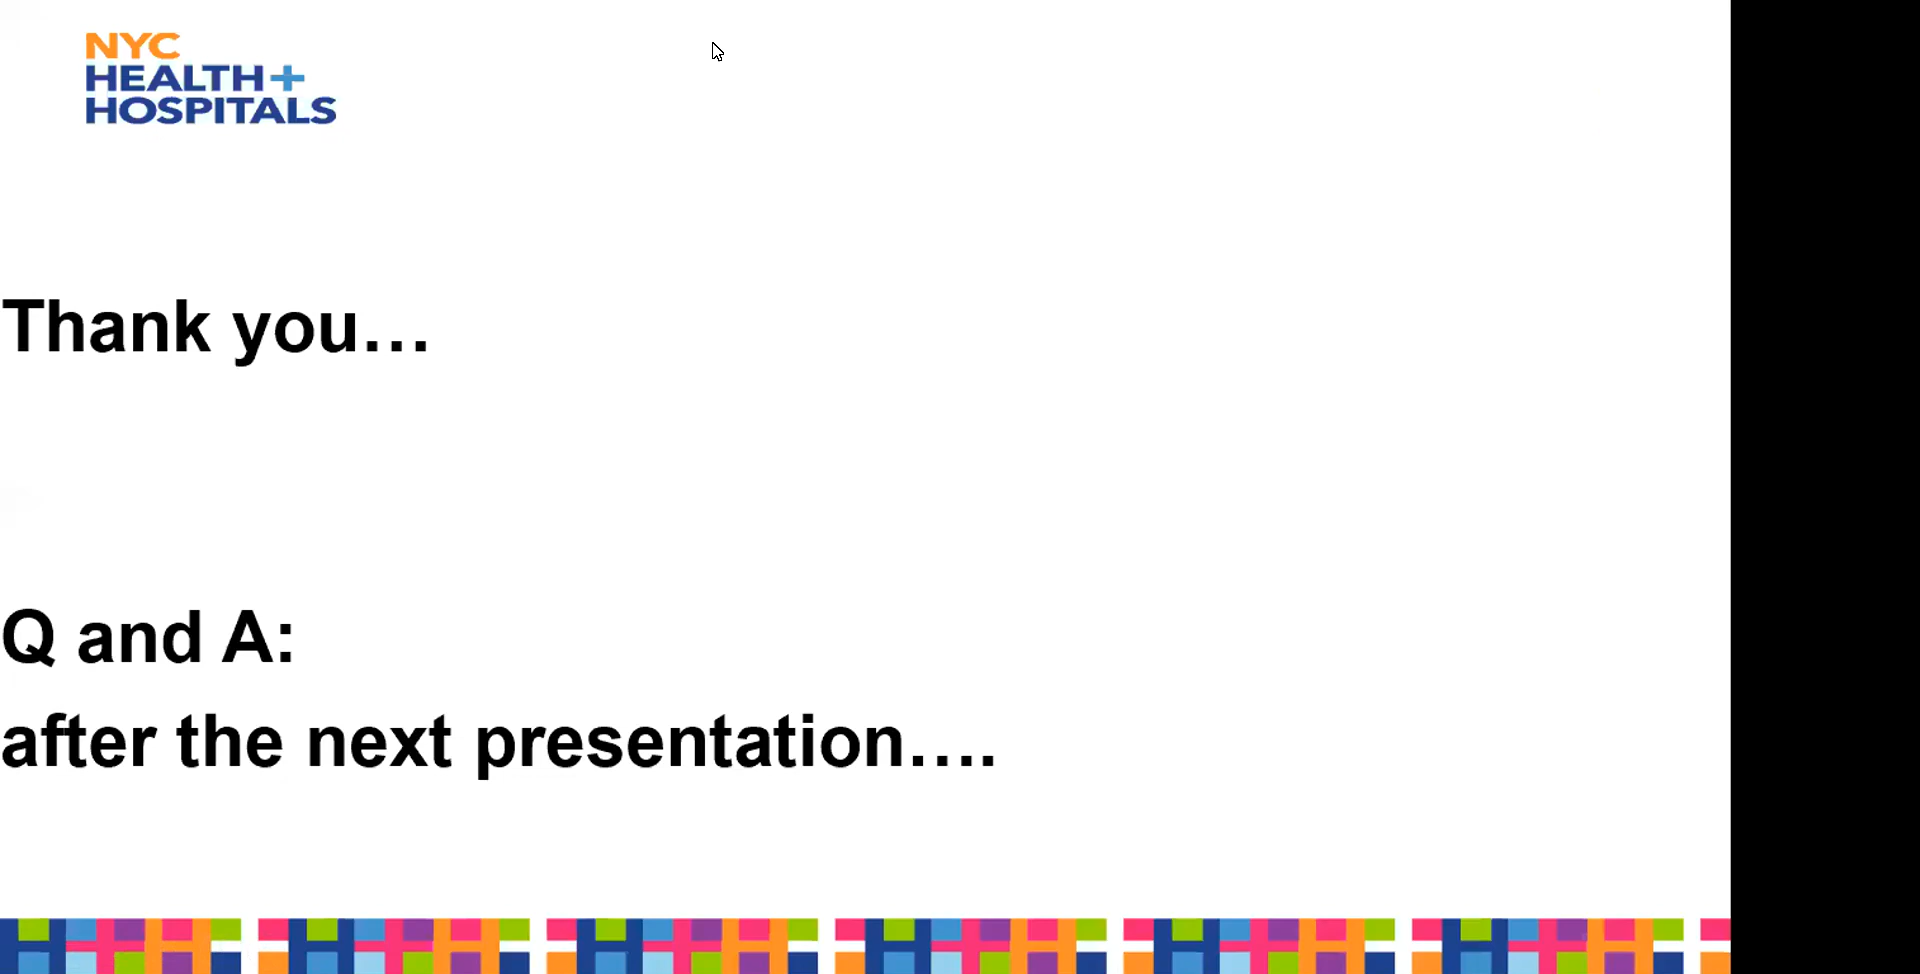 NYC
HEALTH+
HOSPITALS
Thank you…
Q and A:
after the next presentation….